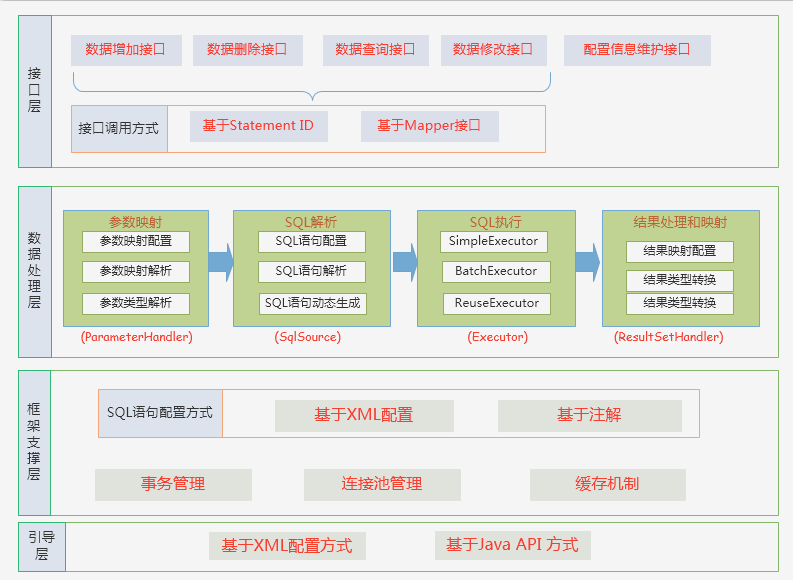 接口层
数据增加接口
数据删除接口
数据查询接口
数据修改接口
配置信息维护接口
接口调用方式
基于Statement ID
基于Mapper接口
数据处理层
参数映射
参数映射配置
参数映射解析
参数类型解析
(ParameterHandler)
SQL解析
SQL语句配置
SQL语句解析
SQL语句动态生成
(SqlSource)
SQL执行
SimpleExecutor
BatchExecutor
ReuseExecutor
(Executor)
结果处理和映射
结果映射配置
结果类型转换
结果类型转换
(ResultSetHandler)
框架支撑层
SQL语句配置方式
基于XML配置
基于注解
事务管理
连接池管理
缓存机制
引导层
基于XML配置方式
基于Java API 方式